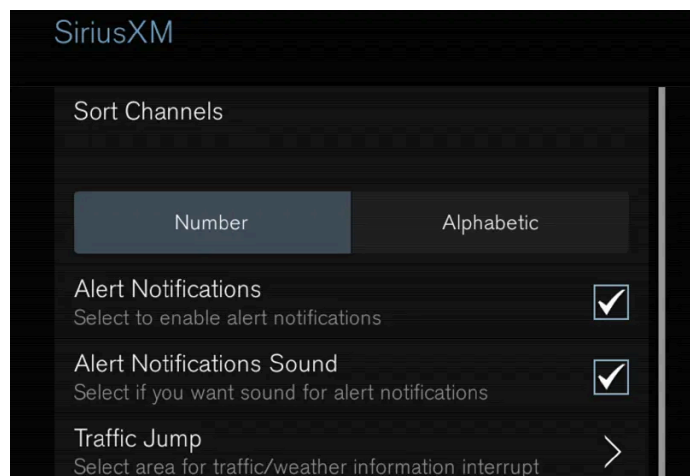 SiriusXM
Sort Channels
Number Alphabetic
Alert Notifications
Select to enable alert notifications
Alert Notifications Sound
Select if you want sound for alert notifications
Traffic Jump
Select area for traffic/weather information interrupt